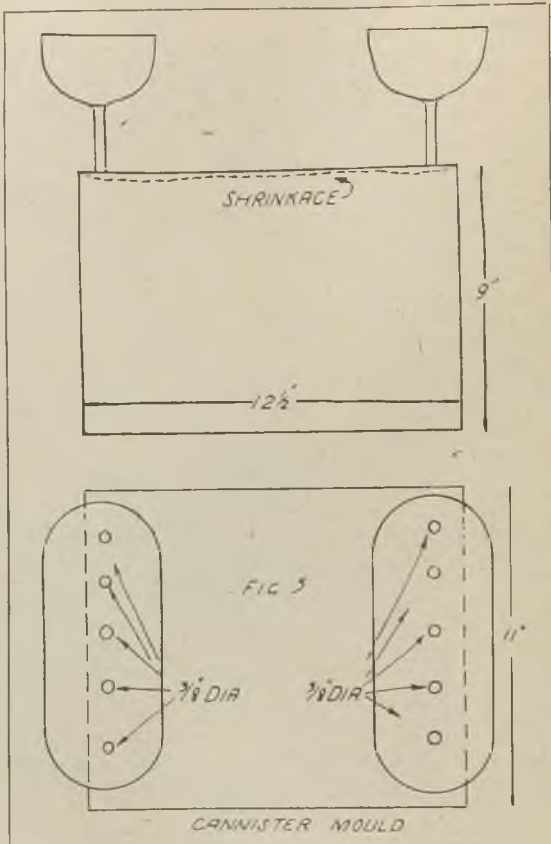 SHRINKAGE
9"
12½"
FIG 3
11"
3/8" DIA
3/8" DIA
CANNISTER MOULD